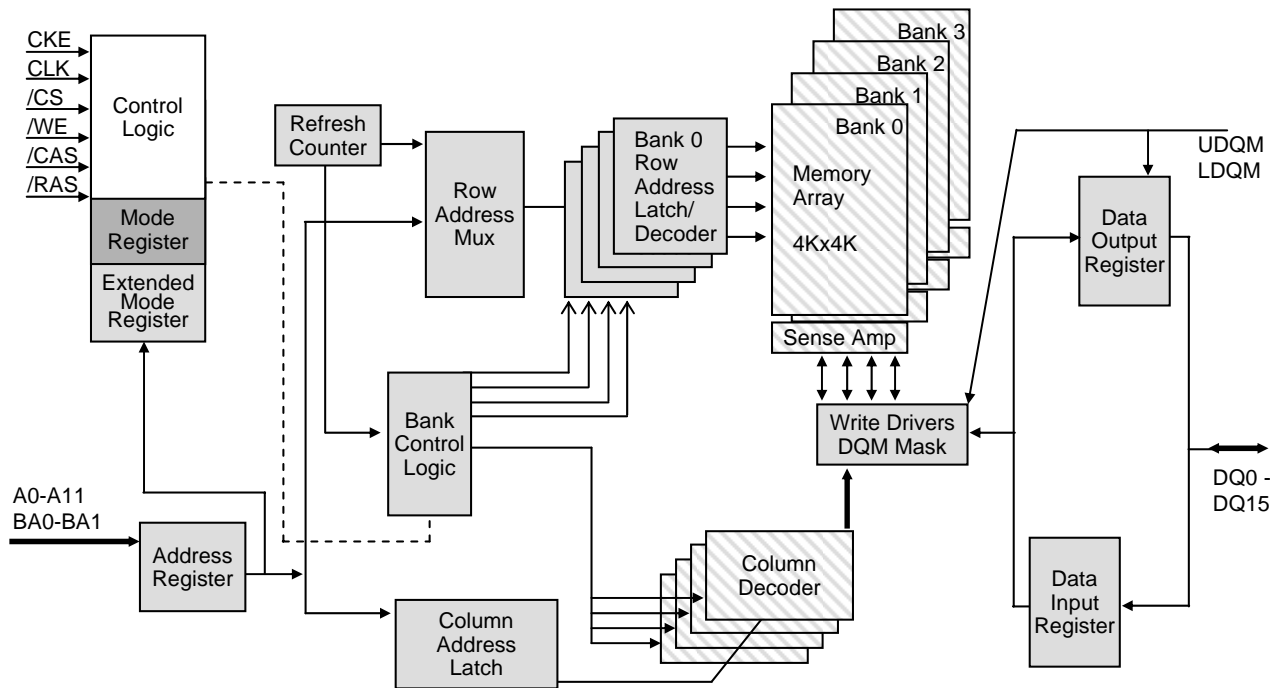 CKE
CLK
/CS
/WE
/CAS
/RAS
Control
Logic
Mode
Register
Extended
Mode
Register
Refresh
Counter
Row
Address
Mux
Bank 0
Row
Address
Latch/
Decoder
Bank 3
Bank 2
Bank 1
Bank 0
Memory
Array
4Kx4K
Sense Amp
UDQM
LDQM
Data
Output
Register
Bank
Control
Logic
Write Drivers
DQM Mask
DQ0 -
DQ15
A0-A11
BA0-BA1
Address
Register
Column
Address
Latch
Column
Decoder
Data
Input
Register